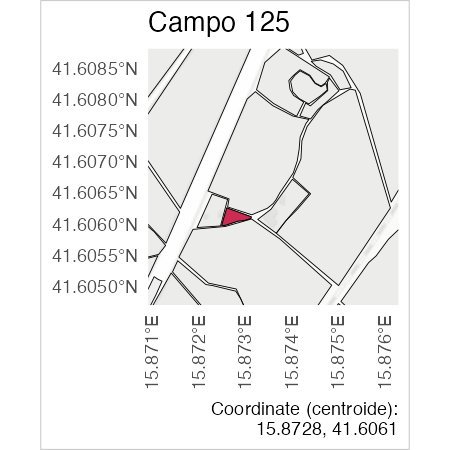 Campo 125
41.6085°N
41.6080°N
41.6075°N
41.6070°N
41.6065°N
41.6060°N
41.6055°N
41.6050°N
15.871°E
15.872°E
15.873°E
15.874°E
15.875°E
15.876°E
Coordinate (centroide):
15.8728, 41.6061